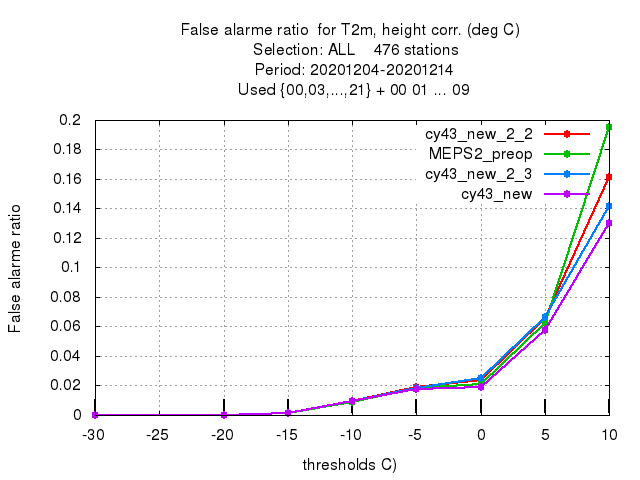 False alarme ratio  for T2m, height corr. (deg C)
Selection: ALL    476 stations
Period: 20201204-20201214
Used {00,03,...,21} + 00 01 ... 09
cy43_new_2_2
MEPS2_preop
cy43_new_2_3
cy43_new
False alarme ratio
0.2
0.18
0.16
0.14
0.12
0.1
0.08
0.06
0.04
0.02
0
-30 -25 -20 -15 -10 -5 0 5 10
thresholds C)